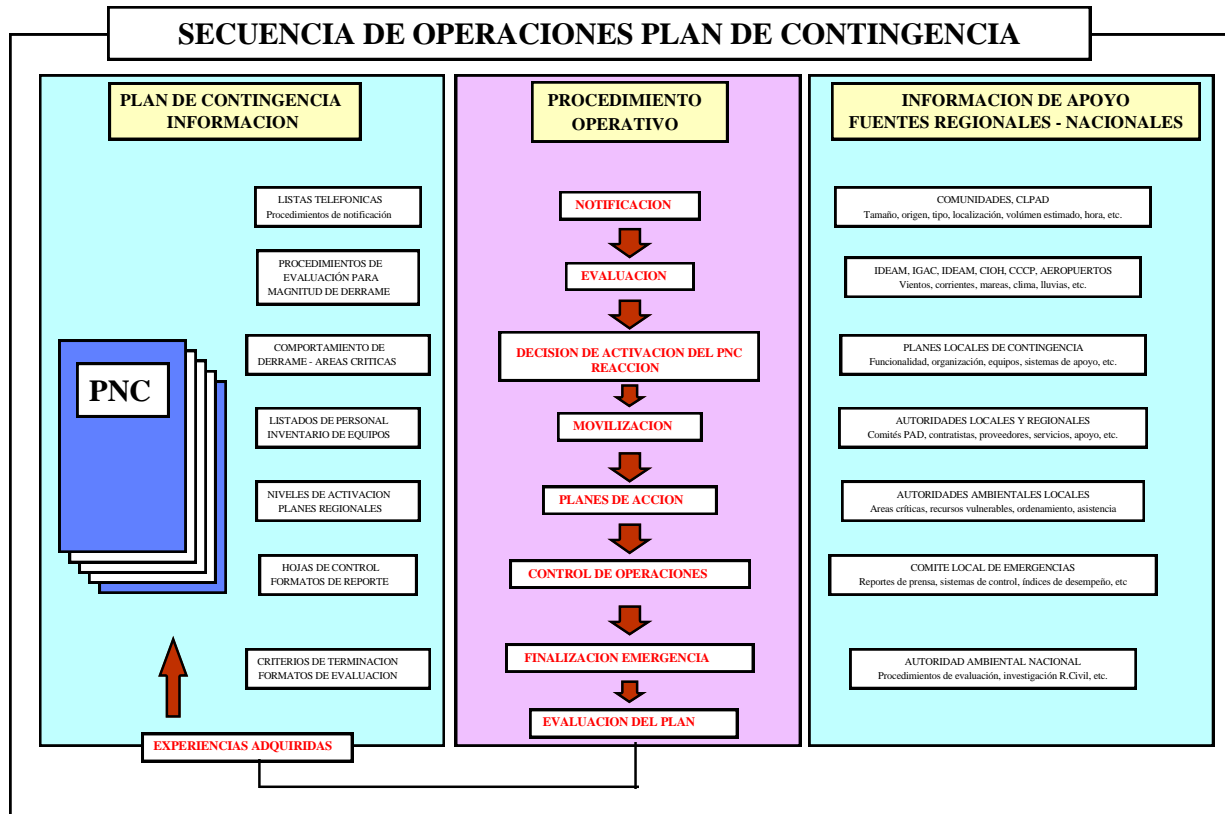 SECUENCIA DE OPERACIONES PLAN DE CONTINGENCIA
PLAN DE CONTINGENCIA
INFORMACION
LISTAS TELEFONICAS
Procedimientos de notificación
PROCEDIMIENTOS DE
EVALUACIÓN PARA
MAGNITUD DE DERRAME
COMPORTAMIENTO DE
DERRAME - AREAS CRITICAS
PNC
LISTADOS DE PERSONAL
INVENTARIO DE EQUIPOS
NIVELES DE ACTIVACION
PLANES REGIONALES
HOJAS DE CONTROL
FORMATOS DE REPORTE
CRITERIOS DE TERMINACION
FORMATOS DE EVALUACION
EXPERIENCIAS ADQUIRIDAS
PROCEDIMIENTO
OPERATIVO
NOTIFICACION
EVALUACION
DECISION DE ACTIVACION DEL PNC
REACCION
MOVILIZACION
PLANES DE ACCION
CONTROL DE OPERACIONES
FINALIZACION EMERGENCIA
EVALUACION DEL PLAN
INFORMACION DE APOYO
FUENTES REGIONALES - NACIONALES
COMUNIDADES, CLPAD
Tamaño, origen, tipo, localización, volúmen estimado, hora, etc.
IDEAM, IGAC, IDEAM, CIOH, CCCP, AEROPUERTOS
Vientos, corrientes, mareas, clima, lluvias, etc.
PLANES LOCALES DE CONTINGENCIA
Funcionalidad, organización, equipos, sistemas de apoyo, etc.
AUTORIDADES LOCALES Y REGIONALES
Comités PAD, contratistas, proveedores, servicios, apoyo, etc.
AUTORIDADES AMBIENTALES LOCALES
Areas críticas, recursos vulnerables, ordenamiento, asistencia
COMITE LOCAL DE EMERGENCIAS
Reportes de prensa, sistemas de control, índices de desempeño, etc
AUTORIDAD AMBIENTAL NACIONAL
Procedimientos de evaluación, investigación R.Civil, etc.